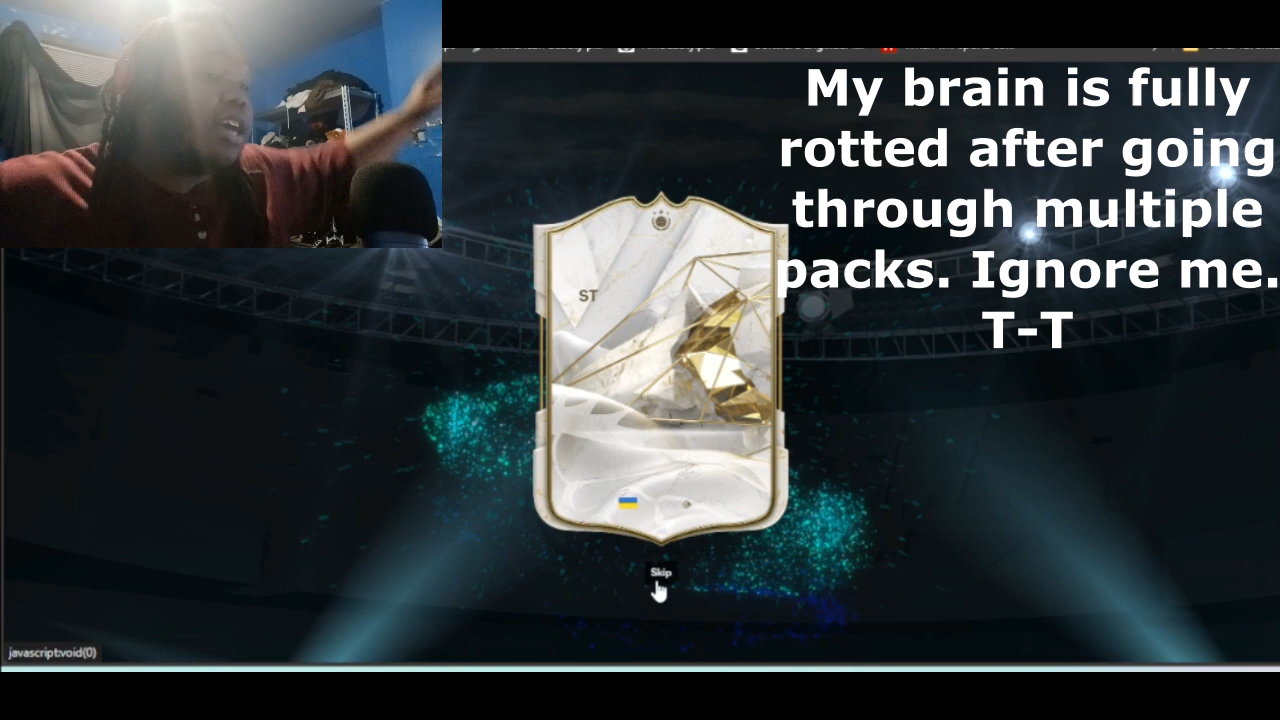 My brain is fully
rotted after going
through multiple
packs. Ignore me.
T-T
ST
Skip
javascript:void(0)